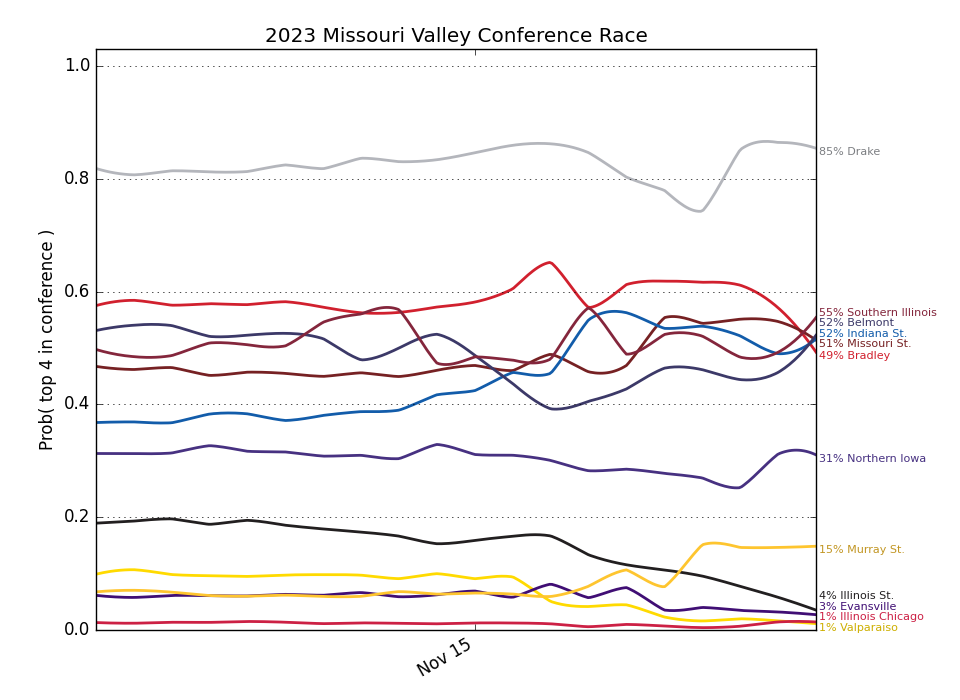 2023 Missouri Valley Conference Race
Prob( top 4 in conference )
1.0
0.8
0.6
0.4
0.2
0.0
Nov 15
85% Drake
55% Southern Illinois
52% Belmont
52% Indiana St.
51% Missouri St.
49% Bradley
31% Northern Iowa
15% Murray St.
4% Illinois St.
3% Evansville
1% Illinois Chicago
1% Valparaiso